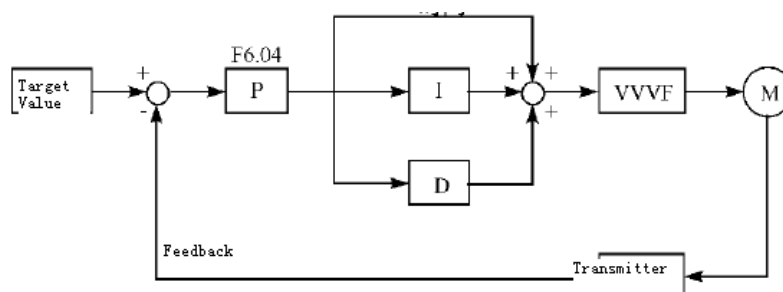 F6.04
Target
Value
+
-
P
I
D
+
+
+
VVVF
M
Feedback
Transmitter